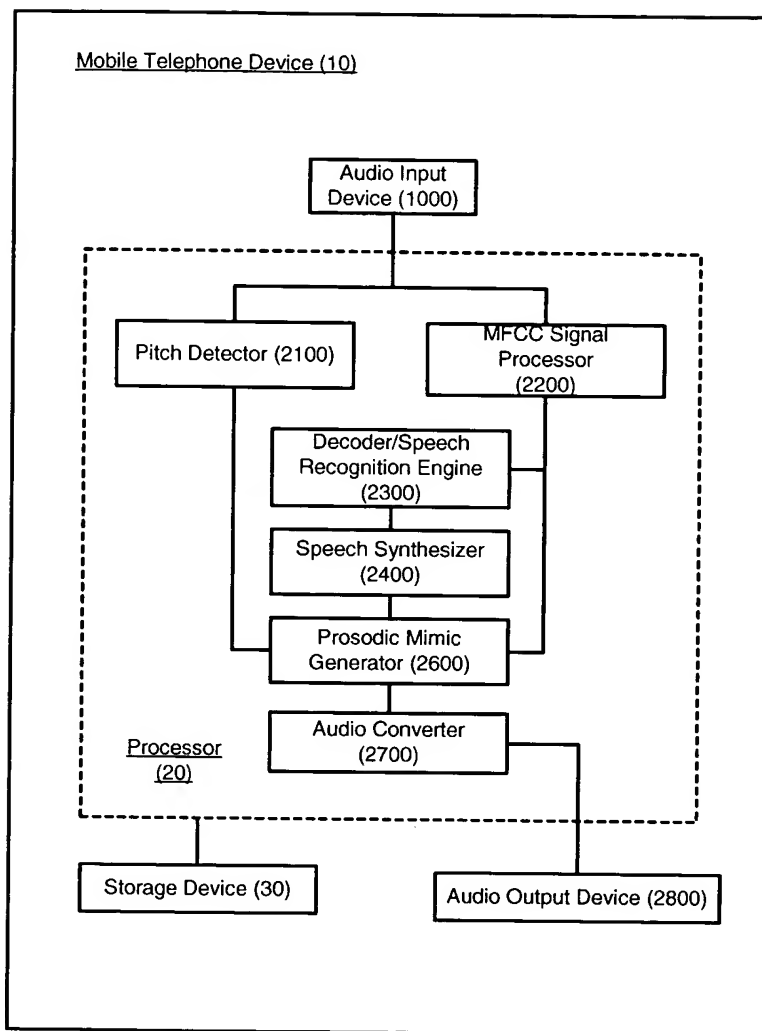 Mobile Telephone Device (10)
Audio Input
Device (1000)
Pitch Detector (2100)
MFCC Signal
Processor
(2200)
Decoder/Speech
Recognition Engine
(2300)
Speech Synthesizer
(2400)
Prosodic Mimic
Generator (2600)
Audio Converter
(2700)
Processor
(20)
Storage Device (30)
Audio Output Device (2800)